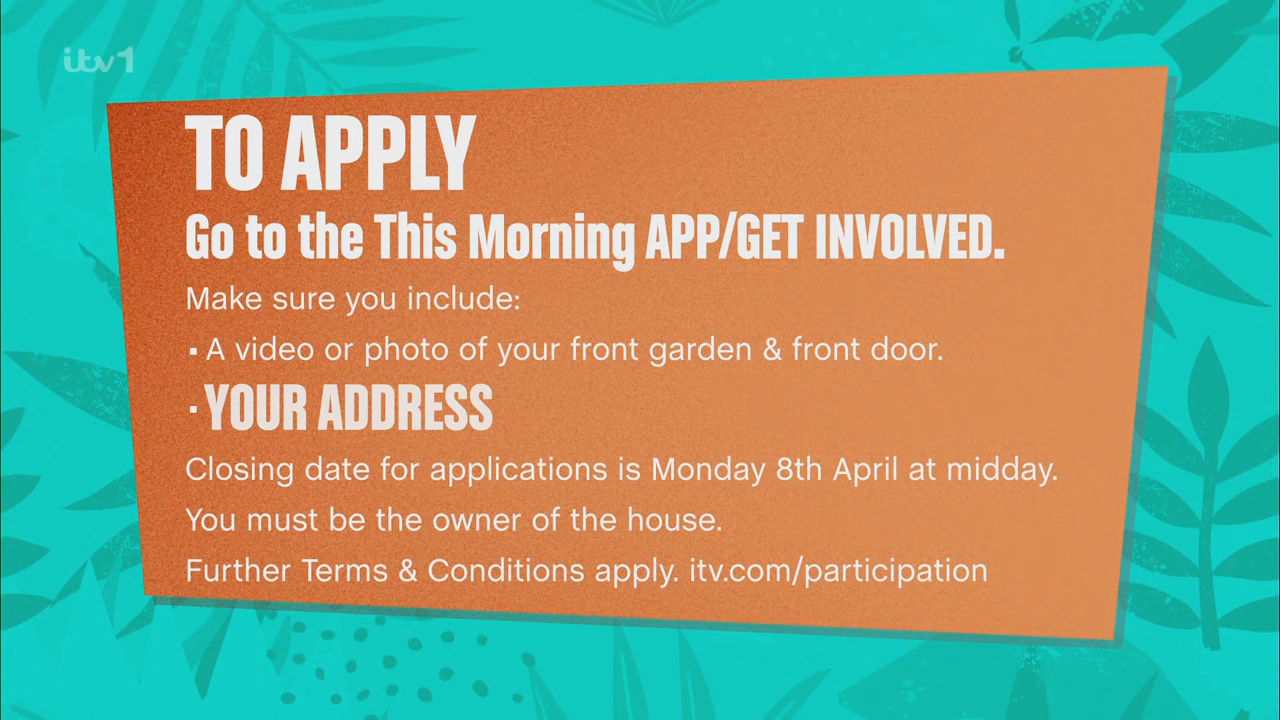 itv1
TO APPLY
Go to the This Morning APP/GET INVOLVED.
Make sure you include:
▪ A video or photo of your front garden & front door.
▪ YOUR ADDRESS
Closing date for applications is Monday 8th April at midday.
You must be the owner of the house.
Further Terms & Conditions apply. itv.com/participation